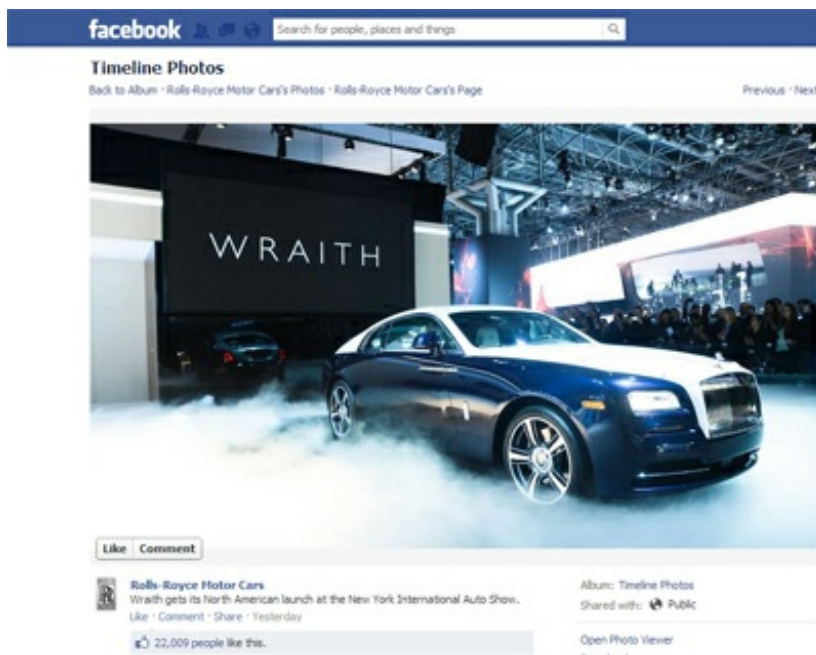 facebook Search for people, places and things
Timeline Photos
Back to Album · Rolls-Royce Motor Cars's Photos · Rolls-Royce Motor Cars's Page Previous · Next
WRAITH
Like Comment
Rolls-Royce Motor Cars
Wraith gets its North American launch at the New York International Auto Show.
Like · Comment · Share · Yesterday
22,009 people like this.
Album: Timeline Photos
Shared with: Public
Open Photo Viewer